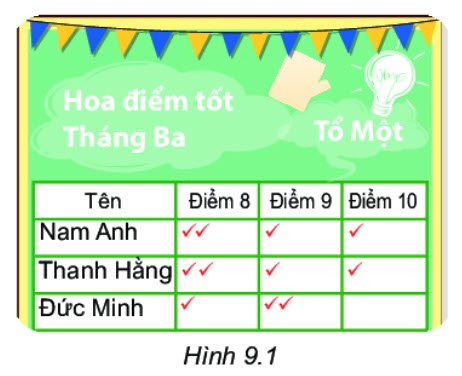 Hoa điểm tốt
Tháng Ba
Tổ Một
Tên Điểm 8 Điểm 9 Điểm 10
Nam Anh ✓✓ ✓ ✓
Thanh Hằng ✓✓ ✓ ✓
Đức Minh ✓ ✓✓
Hình 9.1